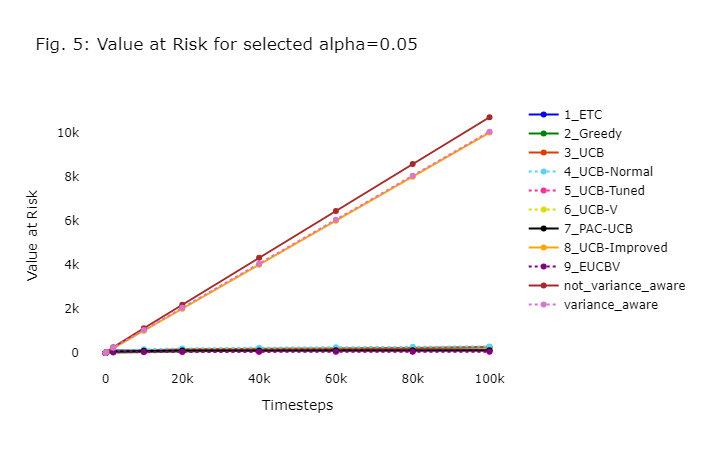 Fig. 5: Value at Risk for selected alpha=0.05
Value at Risk
10k
8k
6k
4k
2k
0
0 20k 40k 60k 80k 100k
Timesteps
1_ETC
2_Greedy
3_UCB
4_UCB-Normal
5_UCB-Tuned
6_UCB-V
7_PAC-UCB
8_UCB-Improved
9_EUCBV
not_variance_aware
variance_aware